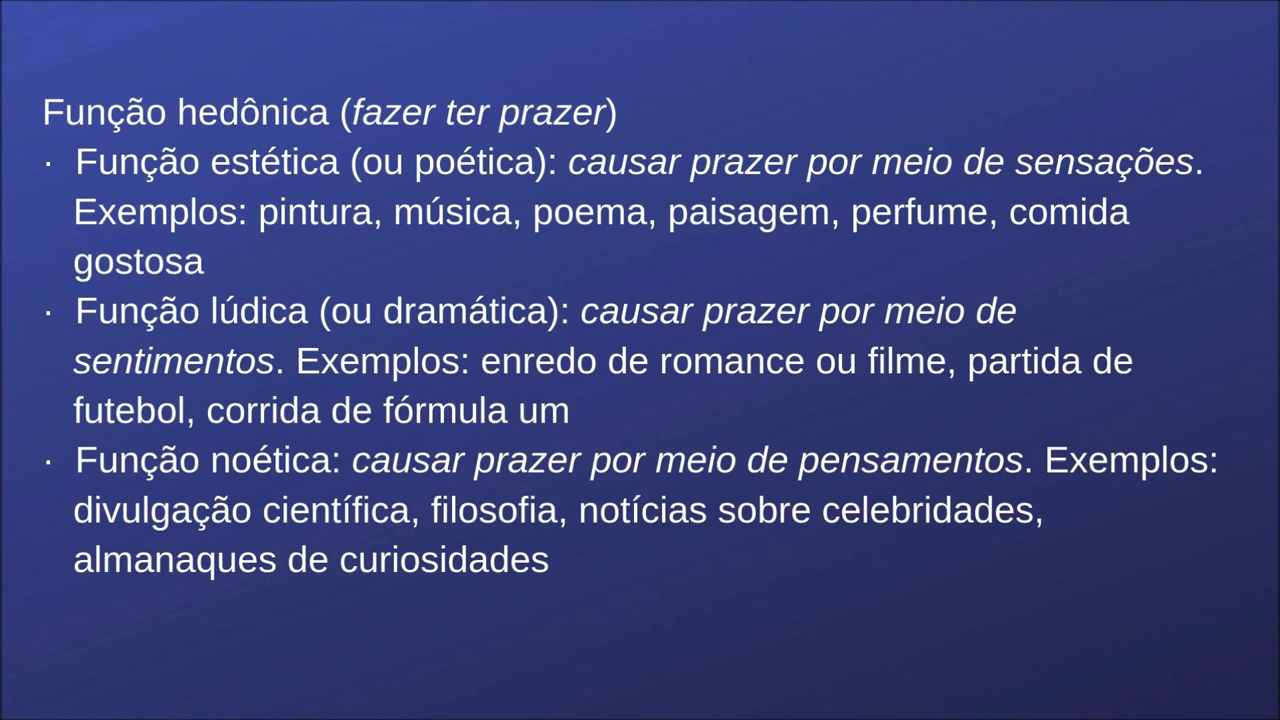 Função hedônica (fazer ter prazer)
· Função estética (ou poética): causar prazer por meio de sensações.
Exemplos: pintura, música, poema, paisagem, perfume, comida
gostosa
· Função lúdica (ou dramática): causar prazer por meio de
sentimentos. Exemplos: enredo de romance ou filme, partida de
futebol, corrida de fórmula um
· Função noética: causar prazer por meio de pensamentos. Exemplos:
divulgação científica, filosofia, notícias sobre celebridades,
almanaques de curiosidades